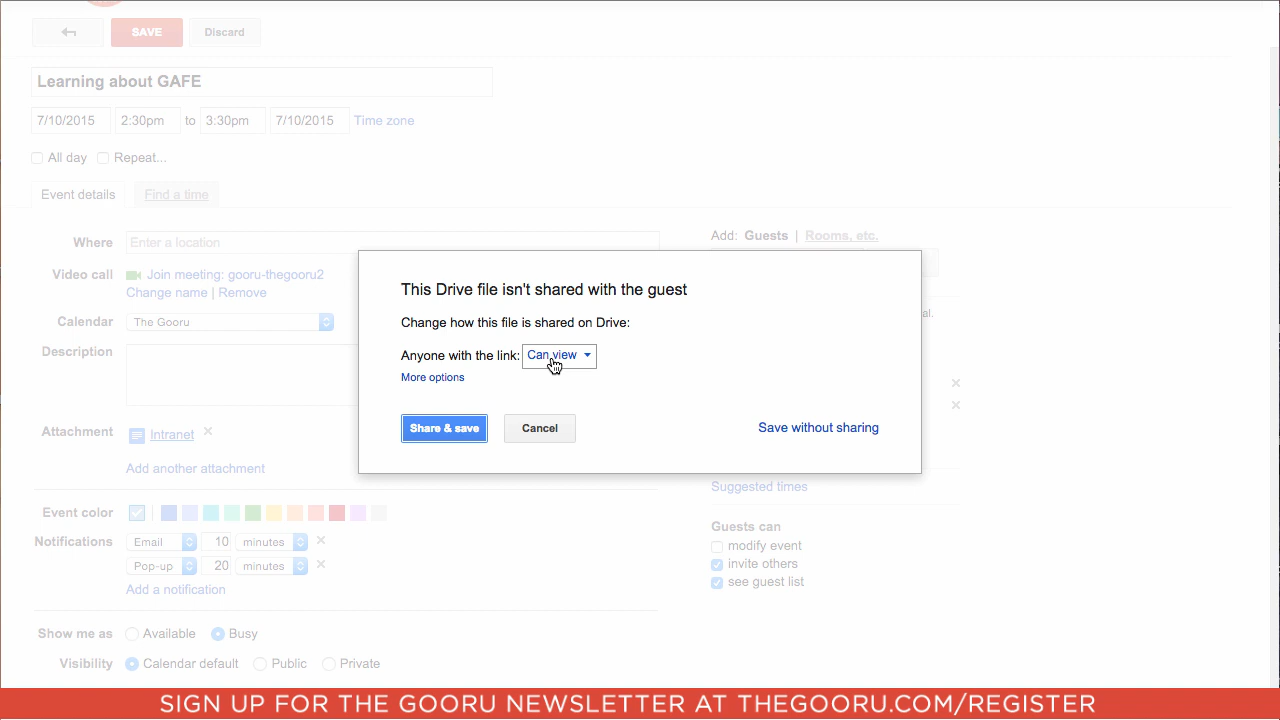 SAVE
Discard
Learning about GAFE
7/10/2015 2:30pm to 3:30pm 7/10/2015 Time zone
All day Repeat...
Event details Find a time
Where Enter a location
Add: Guests | Rooms, etc.
Video call Join meeting: gooru-thegooru2
Change name | Remove
Calendar The Gooru
Description
al.
Attachment Intranet
Add another attachment
This Drive file isn't shared with the guest
Change how this file is shared on Drive:
Anyone with the link: Can view
More options
Share & save Cancel Save without sharing
Suggested times
Event color
Notifications Email 10 minutes
Pop-up 20 minutes
Add a notification
Guests can
modify event
invite others
see guest list
Show me as Available Busy
Visibility Calendar default Public Private
SIGN UP FOR THE GOORU NEWSLETTER AT THEGOORU.COM/REGISTER